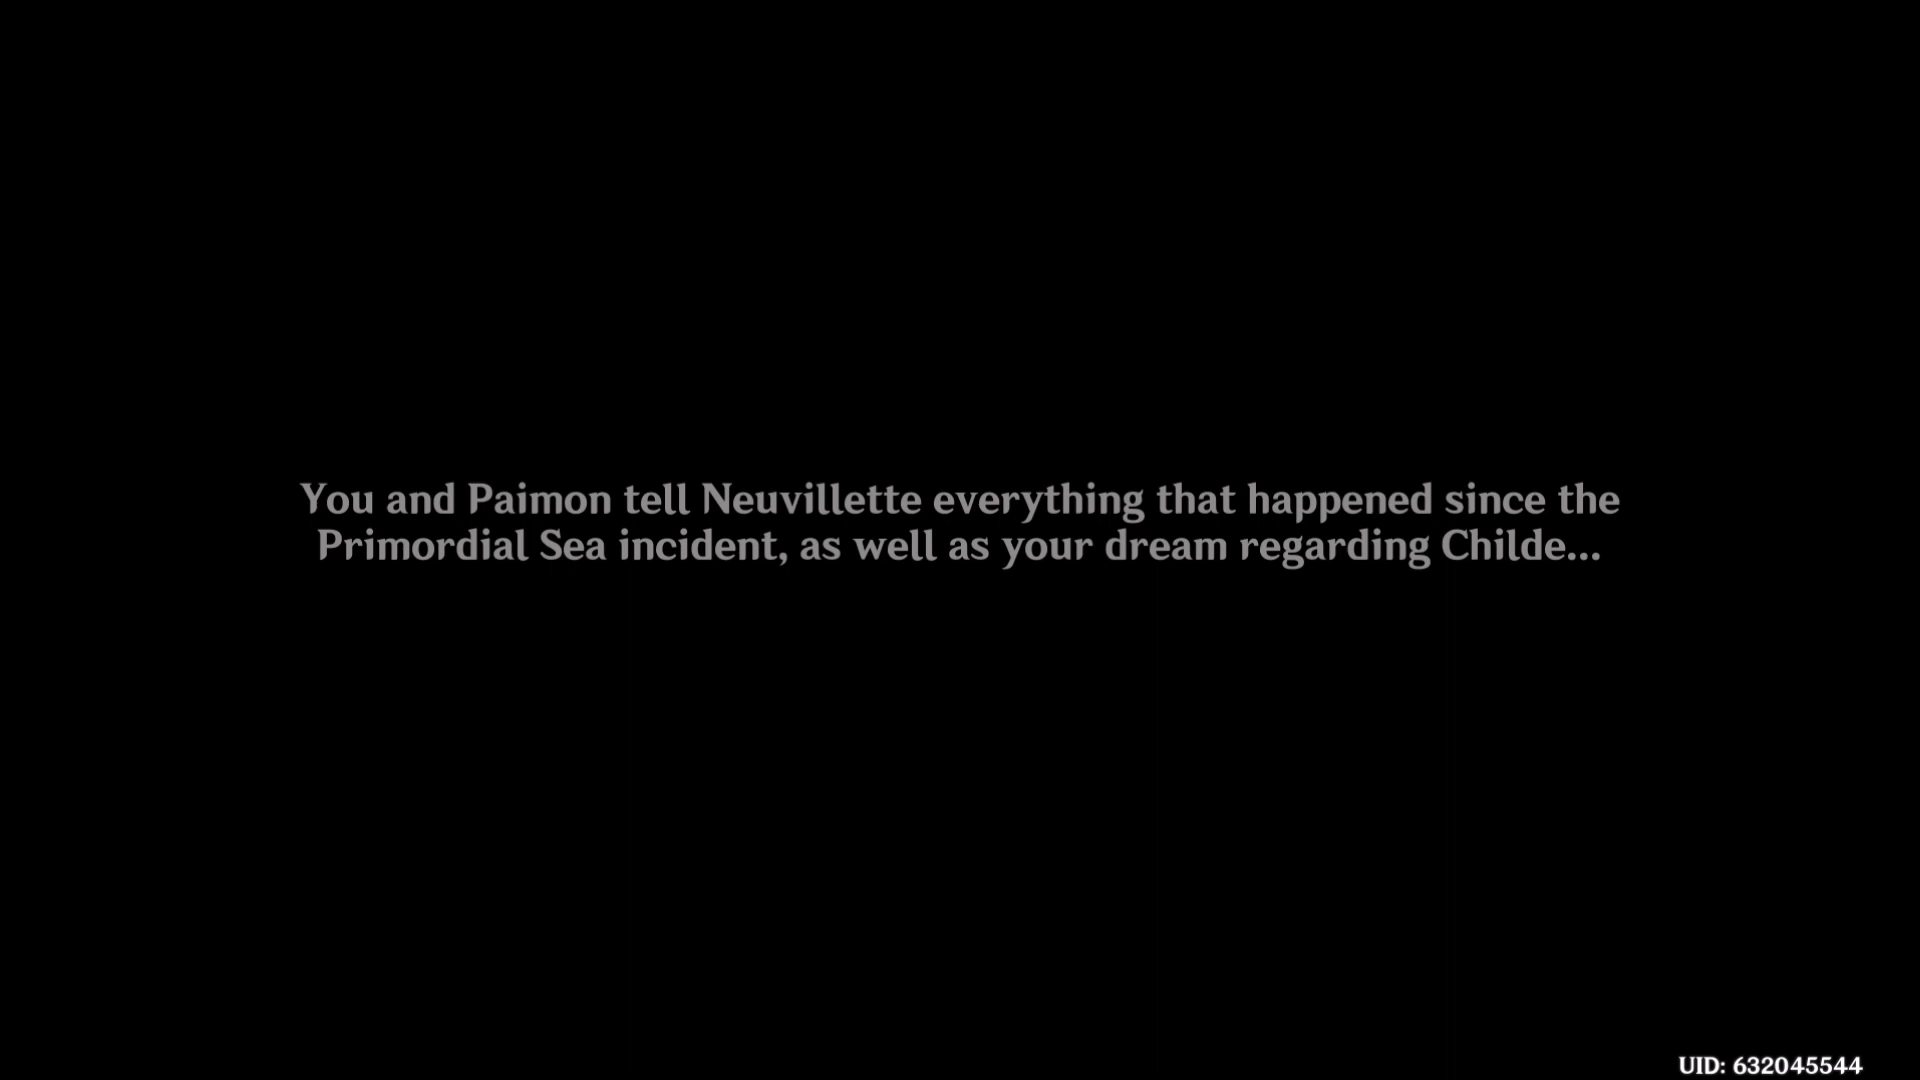 You and Paimon tell Neuvillette everything that happened since the
Primordial Sea incident, as well as your dream regarding Childe...
UID: 632045544